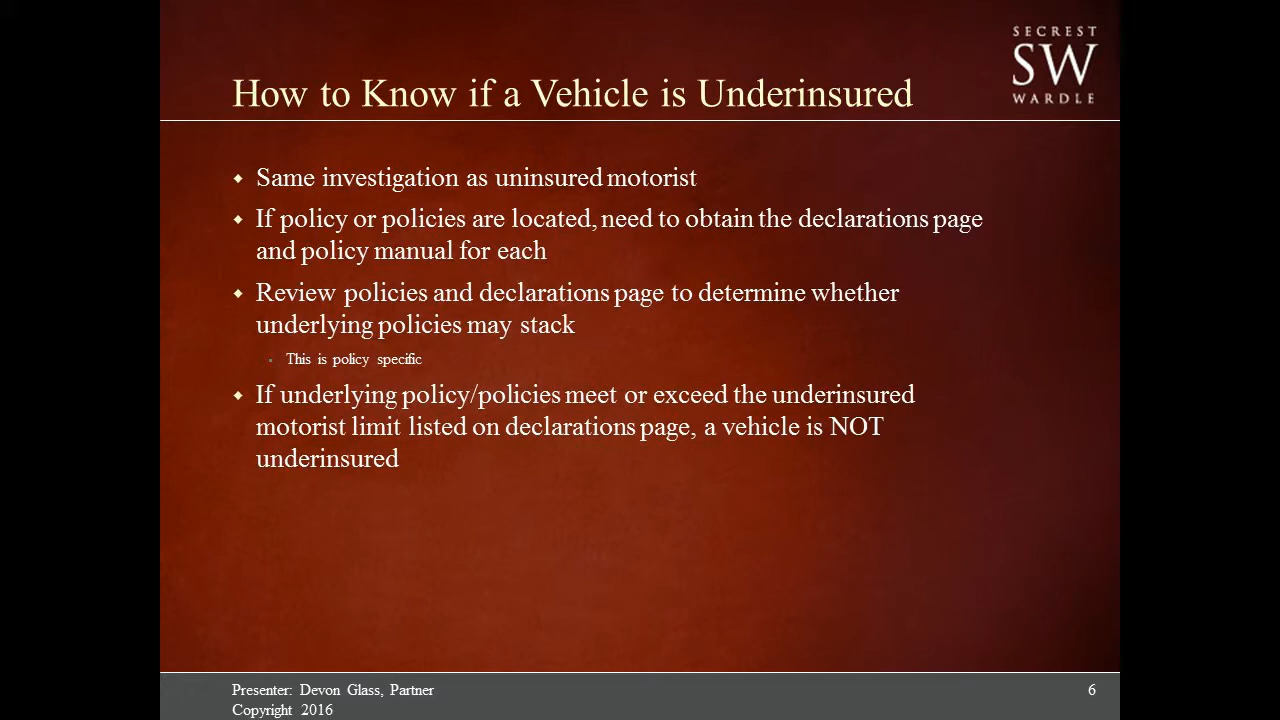 SECREST
SW
WARDLE
How to Know if a Vehicle is Underinsured
Same investigation as uninsured motorist
If policy or policies are located, need to obtain the declarations page
and policy manual for each
Review policies and declarations page to determine whether
underlying policies may stack
This is policy specific
If underlying policy/policies meet or exceed the underinsured
motorist limit listed on declarations page, a vehicle is NOT
underinsured
Presenter: Devon Glass, Partner
Copyright 2016
6